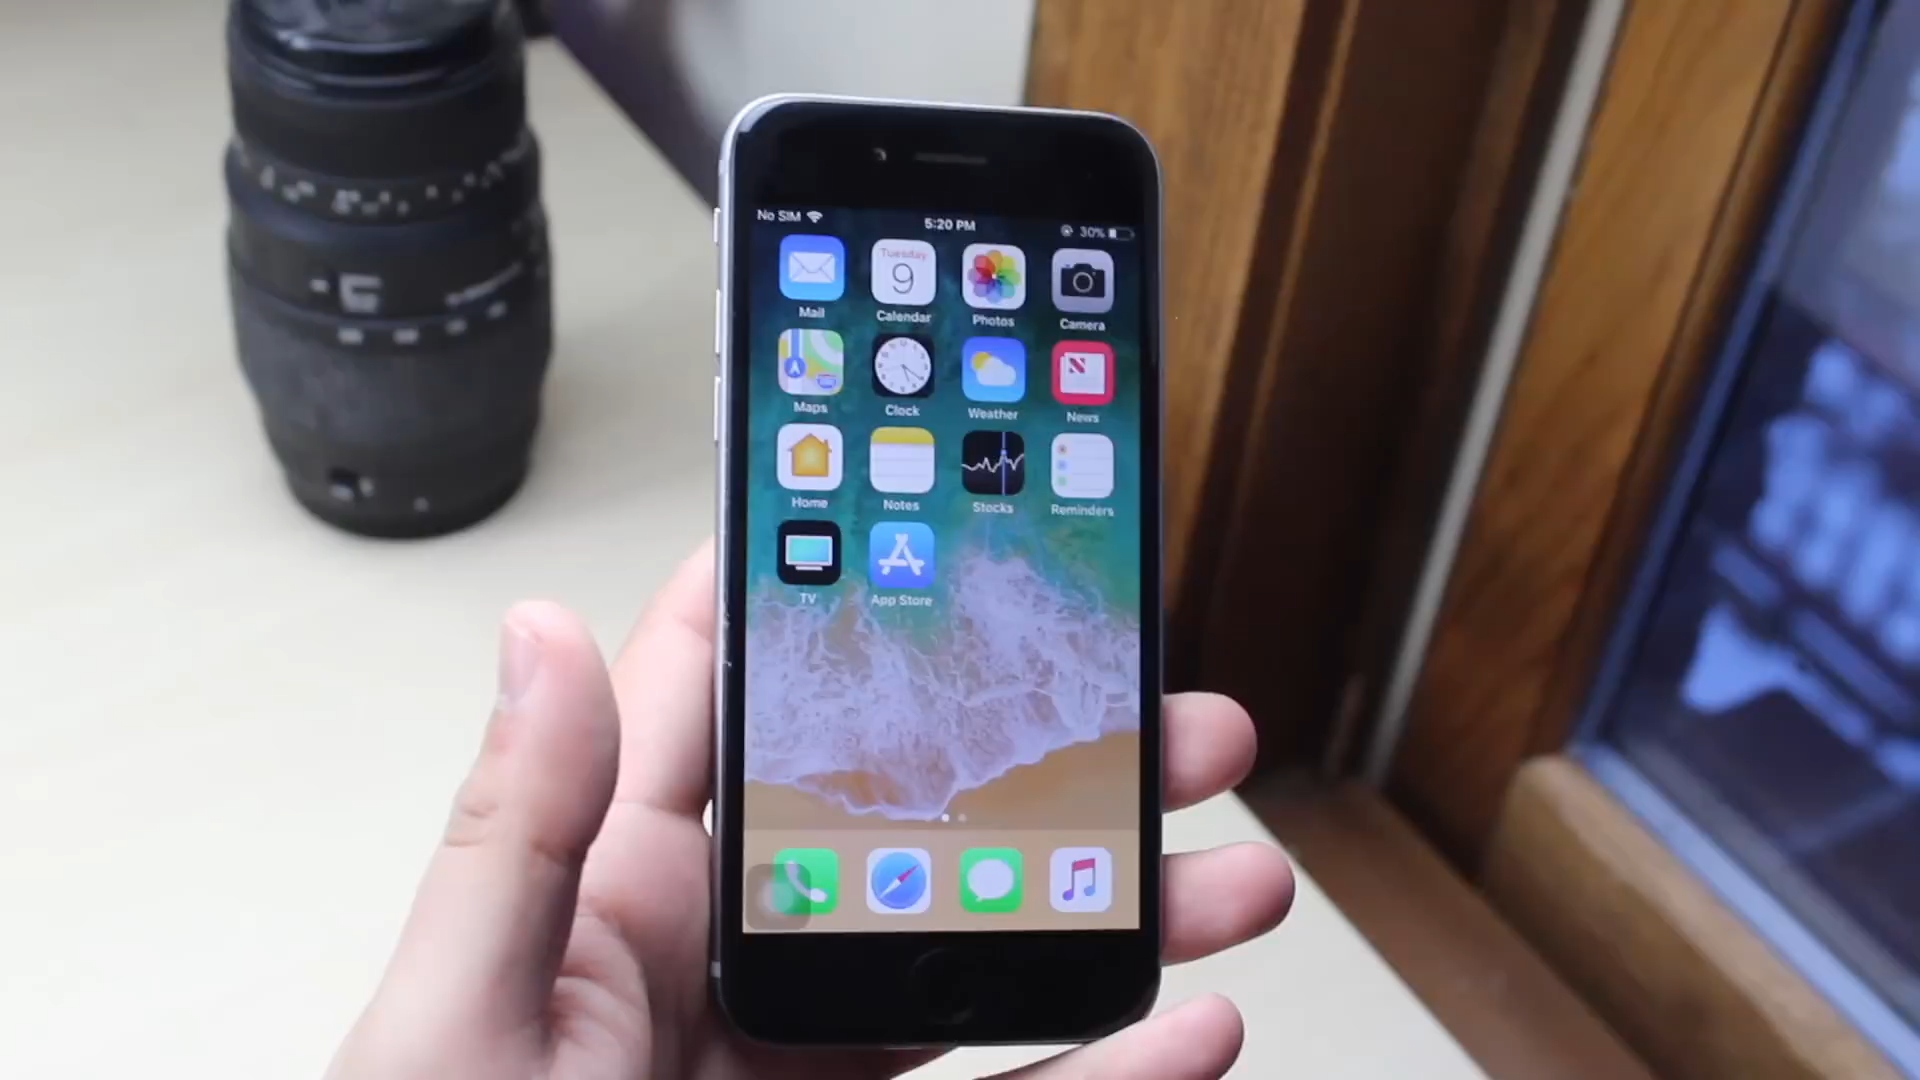 No SIM 5:20 PM 30%
Tuesday
9
Mail Calendar Photos Camera
Maps Clock Weather News
Home Notes Stocks Reminders
TV App Store